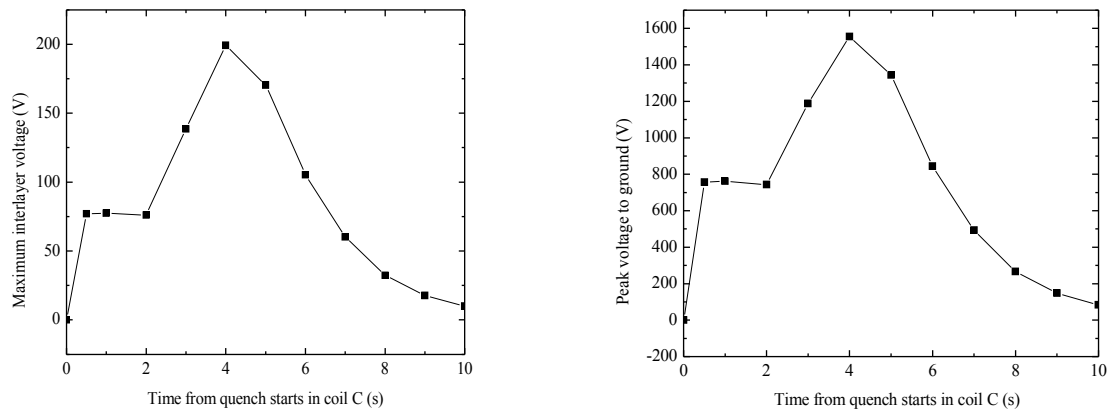 200
150
100
50
0
Maximum interlayer voltage (V)
0 2 4 6 8 10
Time from quench starts in coil C (s)
1600
1400
1200
1000
800
600
400
200
0
-200
Peak voltage to ground (V)
0 2 4 6 8 10
Time from quench starts in coil C (s)